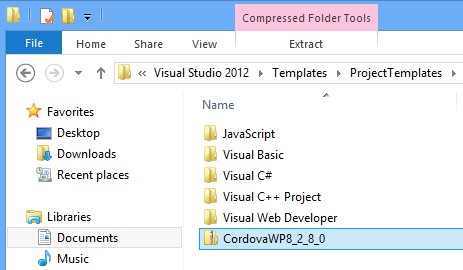 Compressed Folder Tools
File Home Share View Extract
« Visual Studio 2012 Templates ProjectTemplates
Favorites
Desktop
Downloads
Recent places
Libraries
Documents
Music
Name
JavaScript
Visual Basic
Visual C#
Visual C++ Project
Visual Web Developer
CordovaWP8_2_8_0